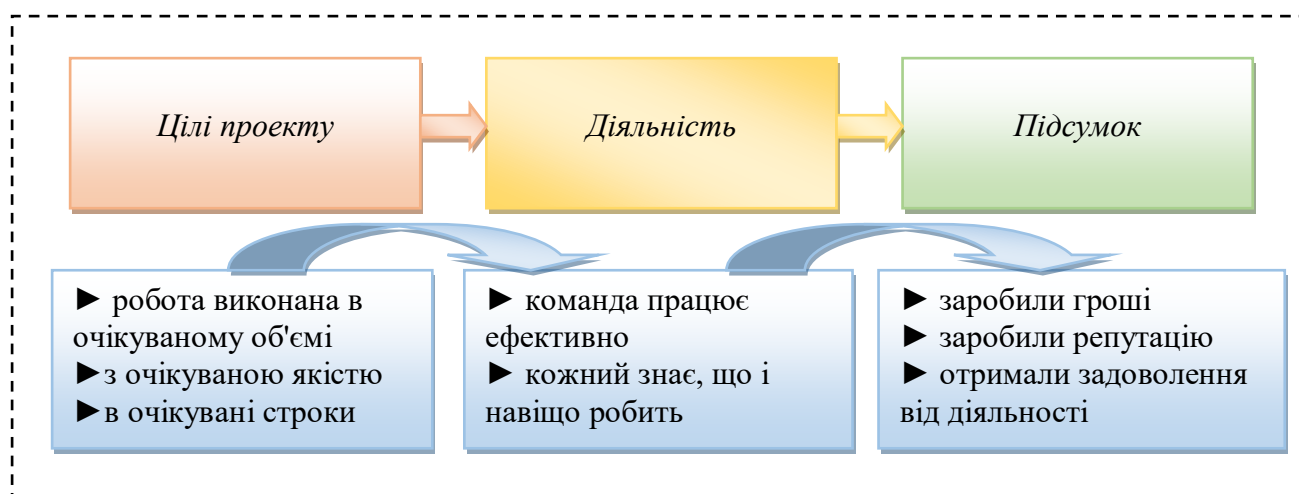 Цілі проекту
Діяльність
Підсумок
► робота виконана в
очікуваному об'ємі
►з очікуваною якістю
►в очікувані строки
► команда працює
ефективно
► кожний знає, що і
навіщо робить
► заробили гроші
► заробили репутацію
► отримали задоволення
від діяльності